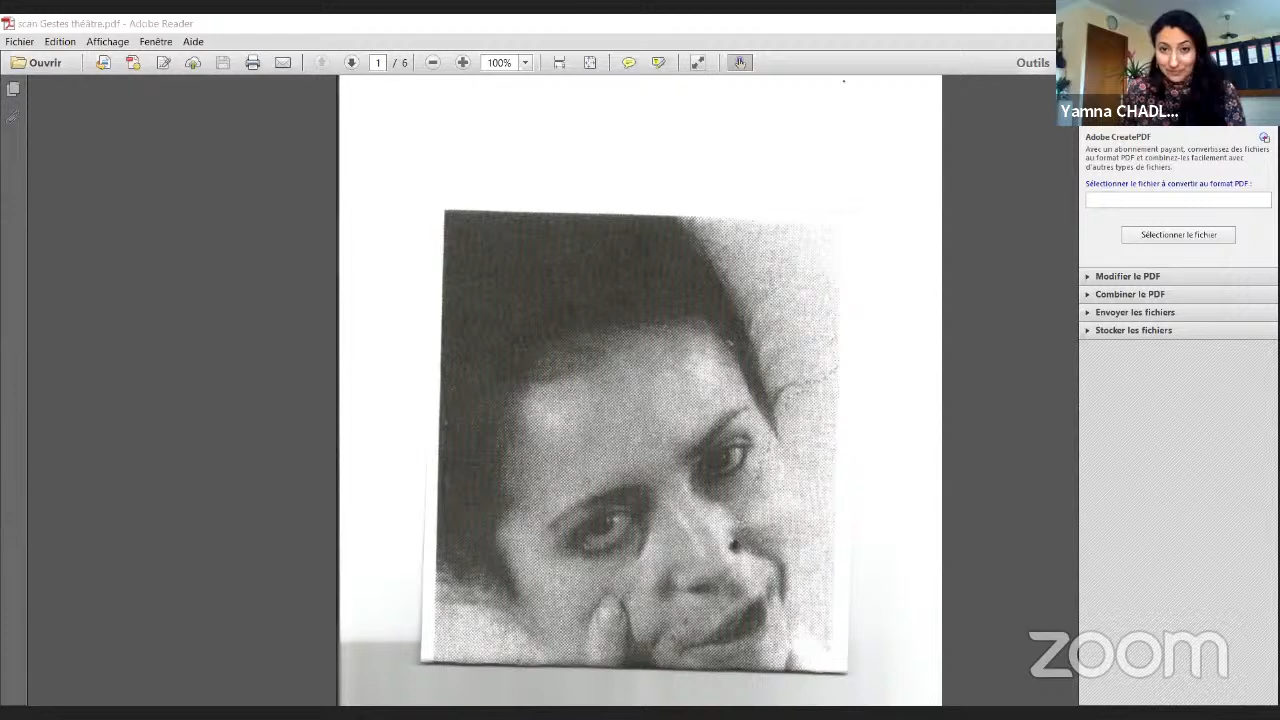 scan Gestes théâtre.pdf - Adobe Reader
Fichier Edition Affichage Fenêtre Aide
Ouvrir 1 / 6 100% Outils
Yamna CHADL...
Adobe CreatePDF
Avec un abonnement payant, convertissez des fichiers
au format PDF et combinez-les facilement avec
d'autres types de fichiers.
Sélectionner le fichier à convertir au format PDF :
Sélectionner le fichier
Modifier le PDF
Combiner le PDF
Envoyer les fichiers
Stocker les fichiers
zoom